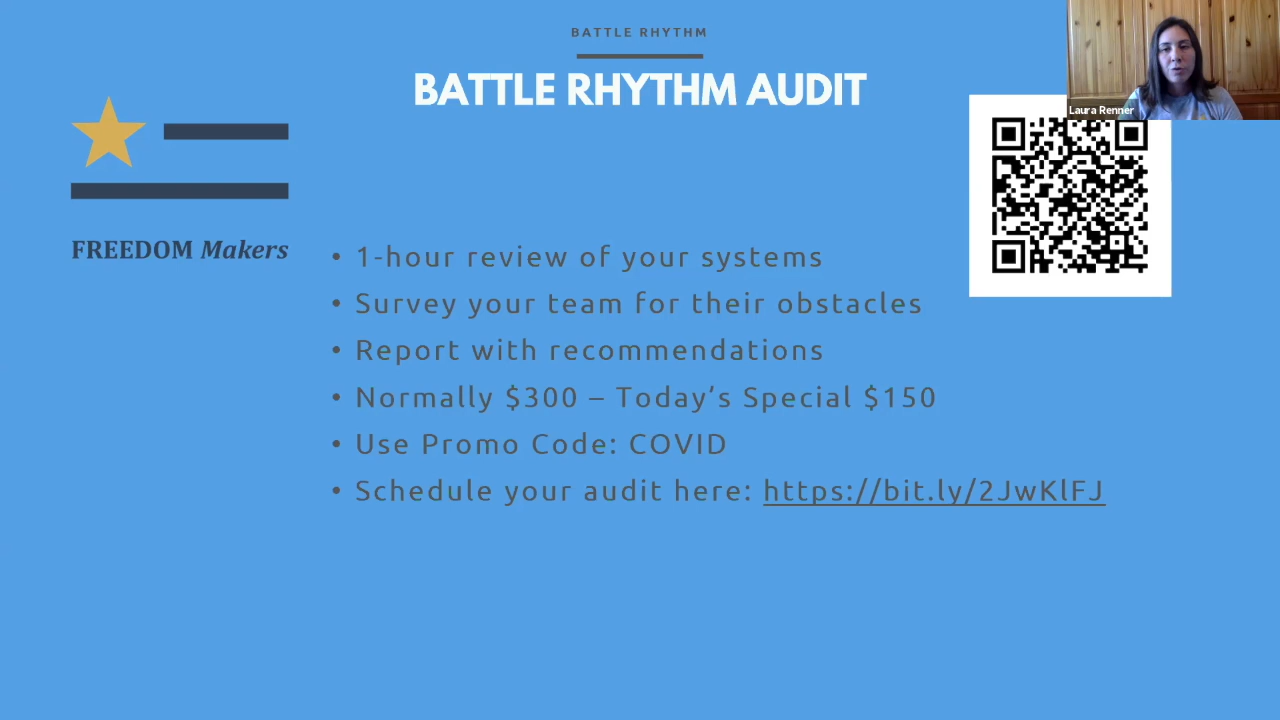 BATTLE RHYTHM
BATTLE RHYTHM AUDIT
Laura Renner
FREEDOM Makers
• 1-hour review of your systems
• Survey your team for their obstacles
• Report with recommendations
• Normally $300 – Today’s Special $150
• Use Promo Code: COVID
• Schedule your audit here: https://bit.ly/2JwKlFJ